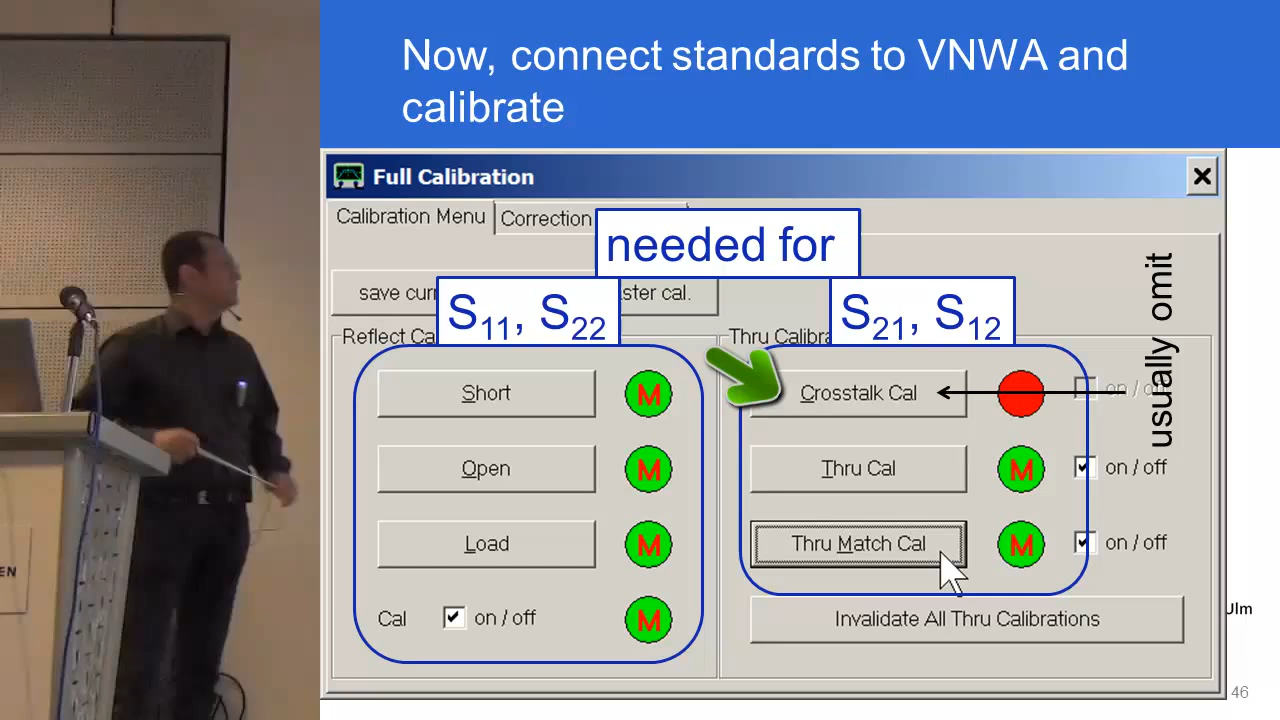 Now, connect standards to VNWA and
calibrate
Full Calibration
Calibration Menu
Correction
needed for
save cur
ster cal.
S11, S22
S21, S12
usually omit
Reflect Ca
Thru Calibra
Short
M
Crosstalk Cal
on / off
Open
M
Thru Cal
M
on / off
Load
M
Thru Match Cal
M
on / off
Cal
on / off
M
Invalidate All Thru Calibrations
EN
Ulm
46